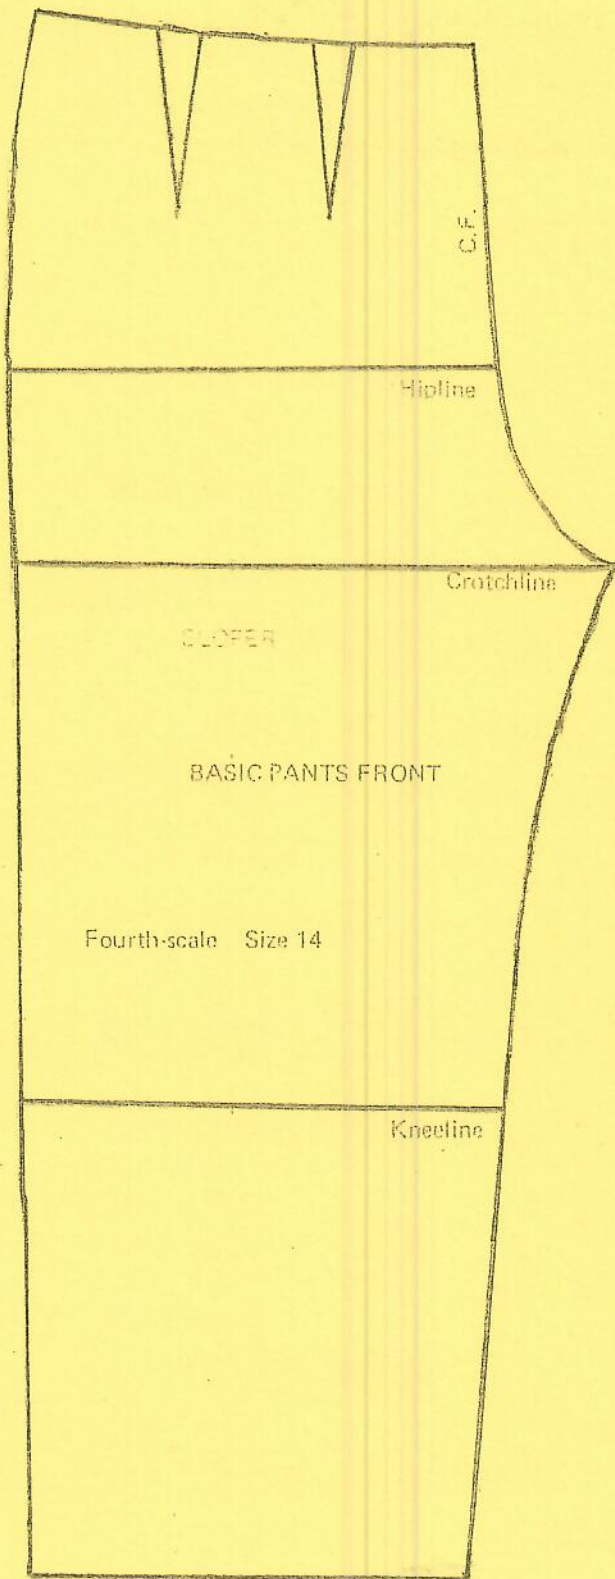 C.F.
Hipline
Crotchline
BASIC PANTS FRONT
Fourth-scale Size 14
Kneeline